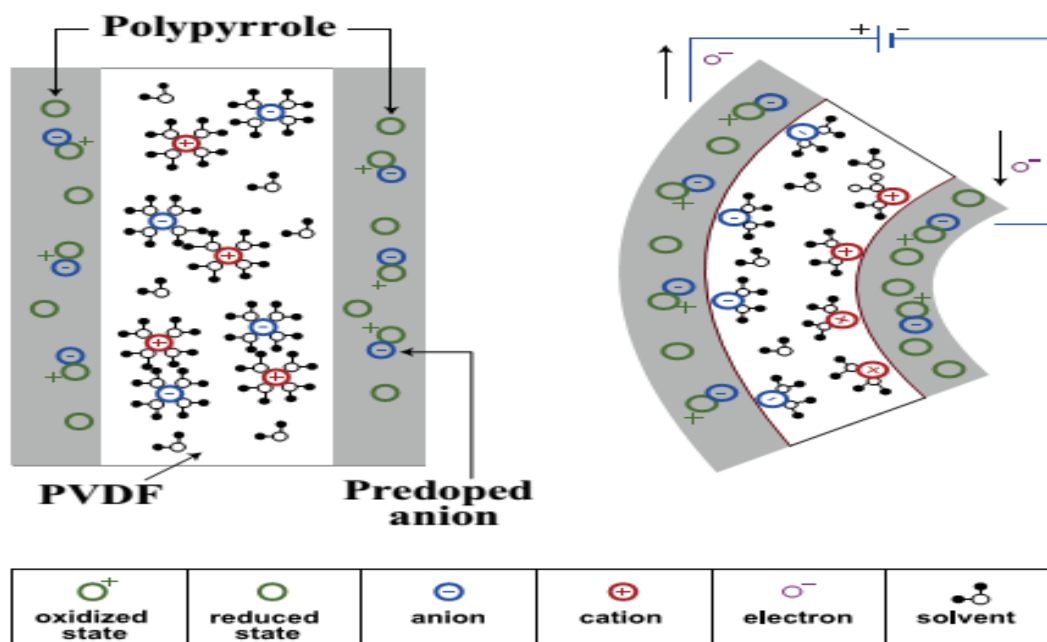 Polypyrrole
+ -
PVDF
Predoped
anion
oxidized
state
reduced
state
anion
cation
electron
solvent